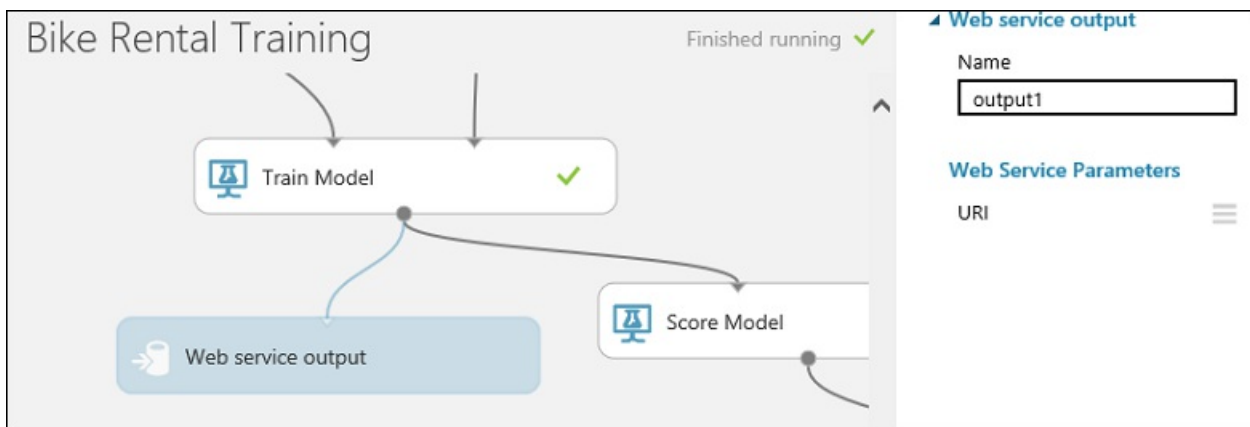 Bike Rental Training
Finished running
Train Model
Score Model
Web service output
Web service output
Name
output1
Web Service Parameters
URI